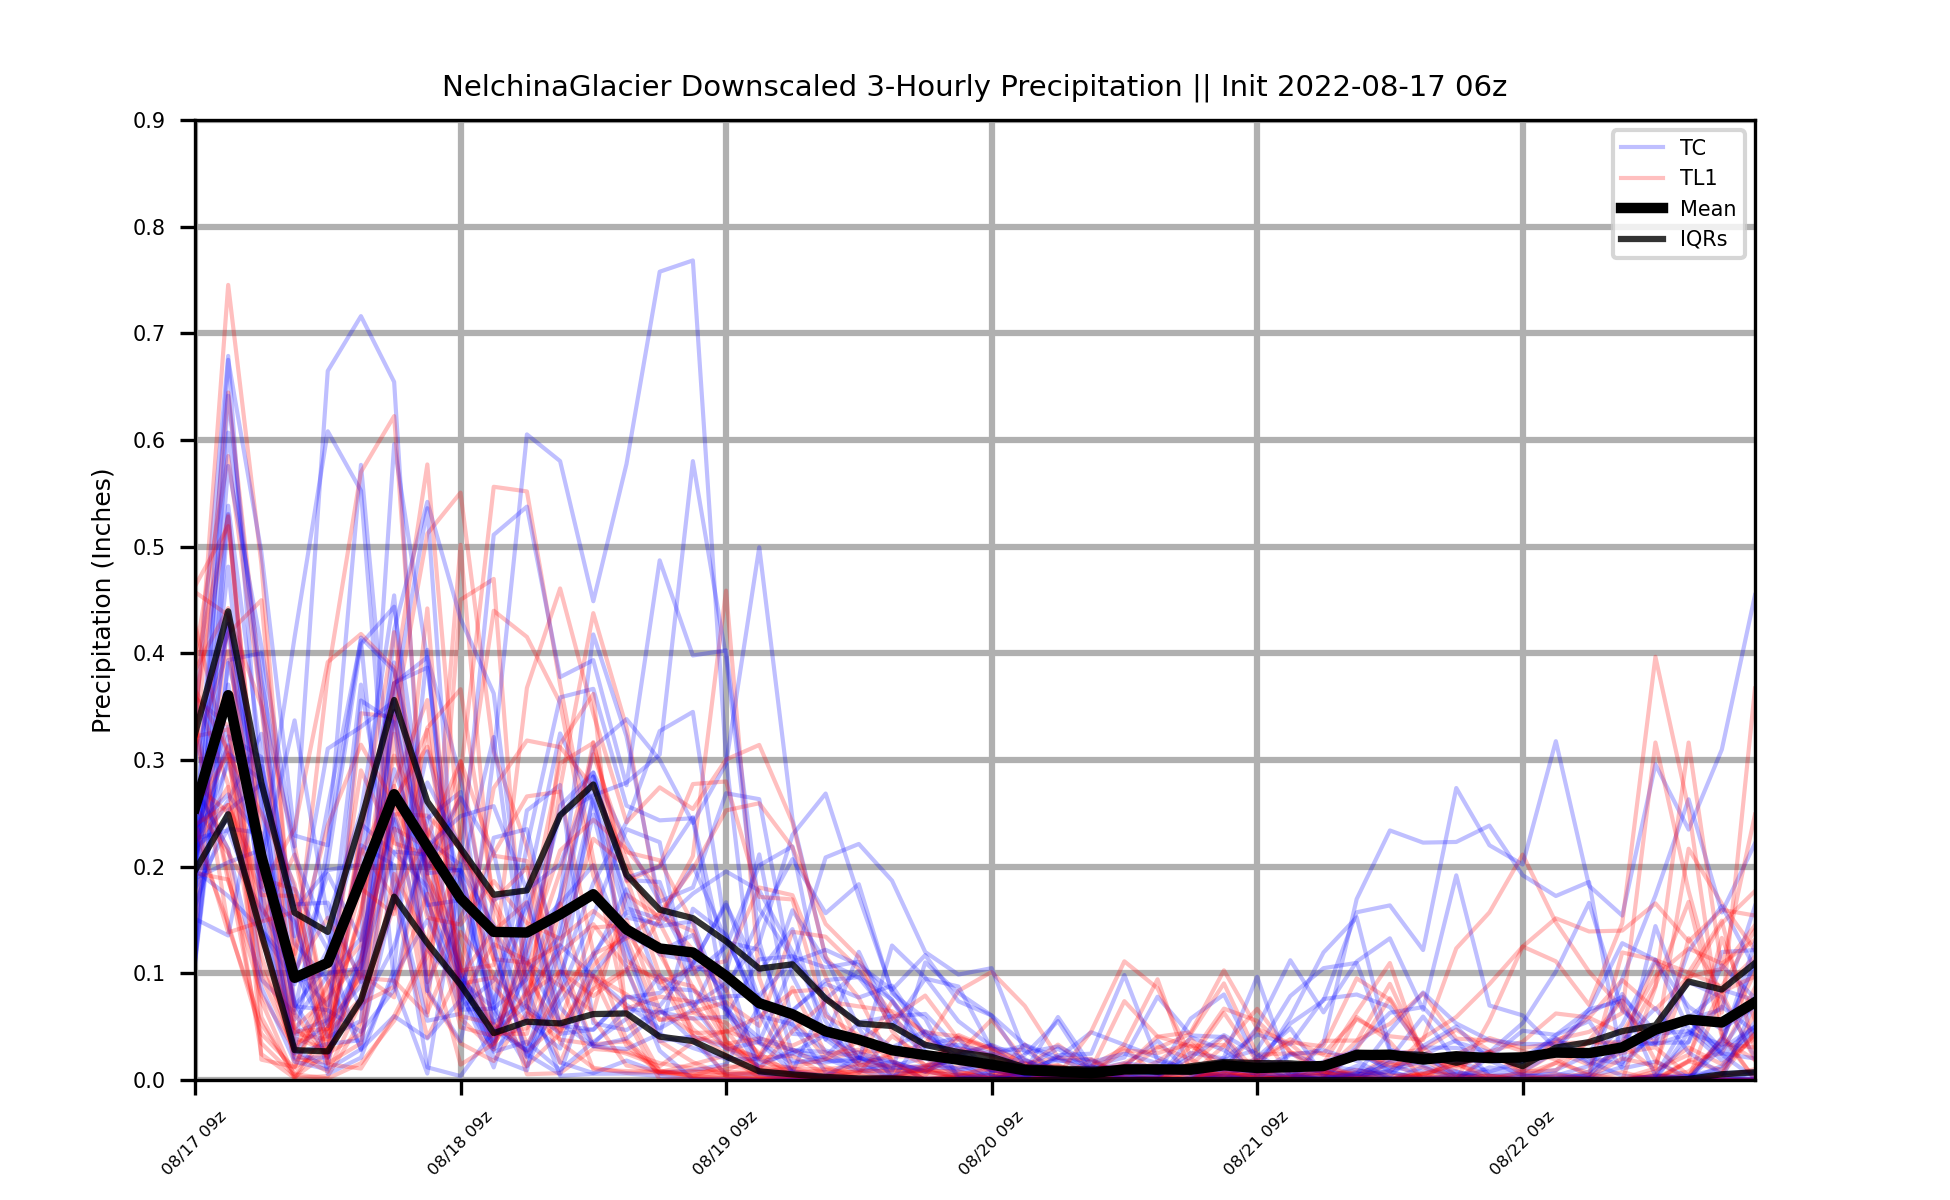 NelchinaGlacier Downscaled 3-Hourly Precipitation || Init 2022-08-17 06z
0.9
0.8
0.7
0.6
0.5
0.4
0.3
0.2
0.1
0.0
Precipitation (Inches)
TC
TL1
Mean
IQRs
08/17 09z
08/18 09z
08/19 09z
08/20 09z
08/21 09z
08/22 09z